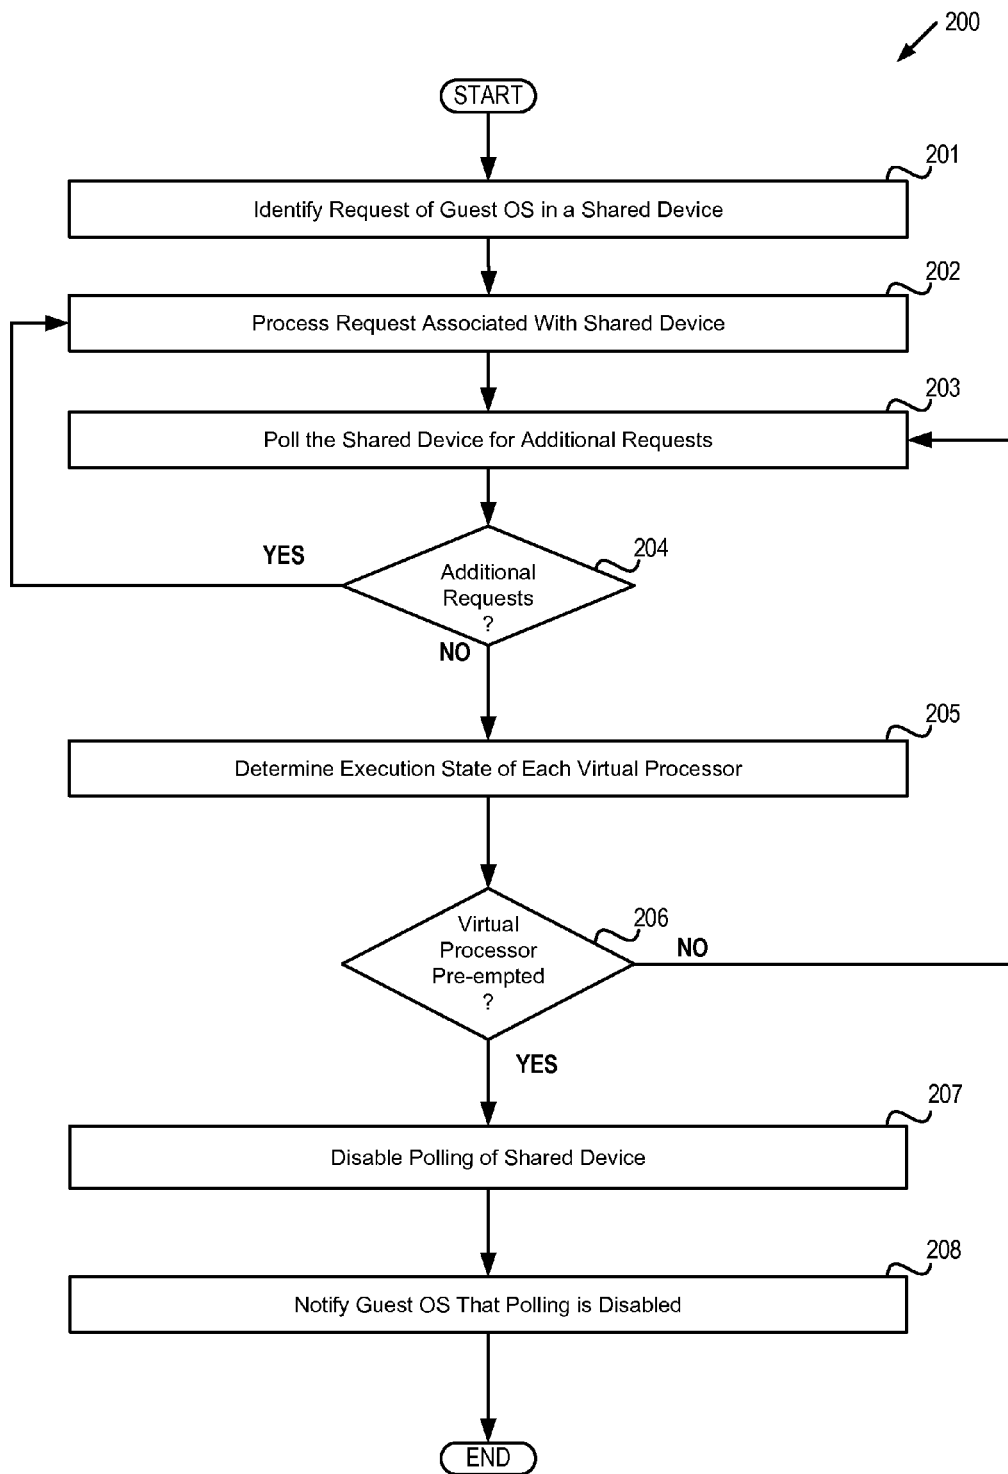 200
START
201
Identify Request of Guest OS in a Shared Device
202
Process Request Associated With Shared Device
203
Poll the Shared Device for Additional Requests
YES
204
Additional
Requests
?
NO
205
Determine Execution State of Each Virtual Processor
206
Virtual
Processor
Pre-empted
?
NO
YES
207
Disable Polling of Shared Device
208
Notify Guest OS That Polling is Disabled
END